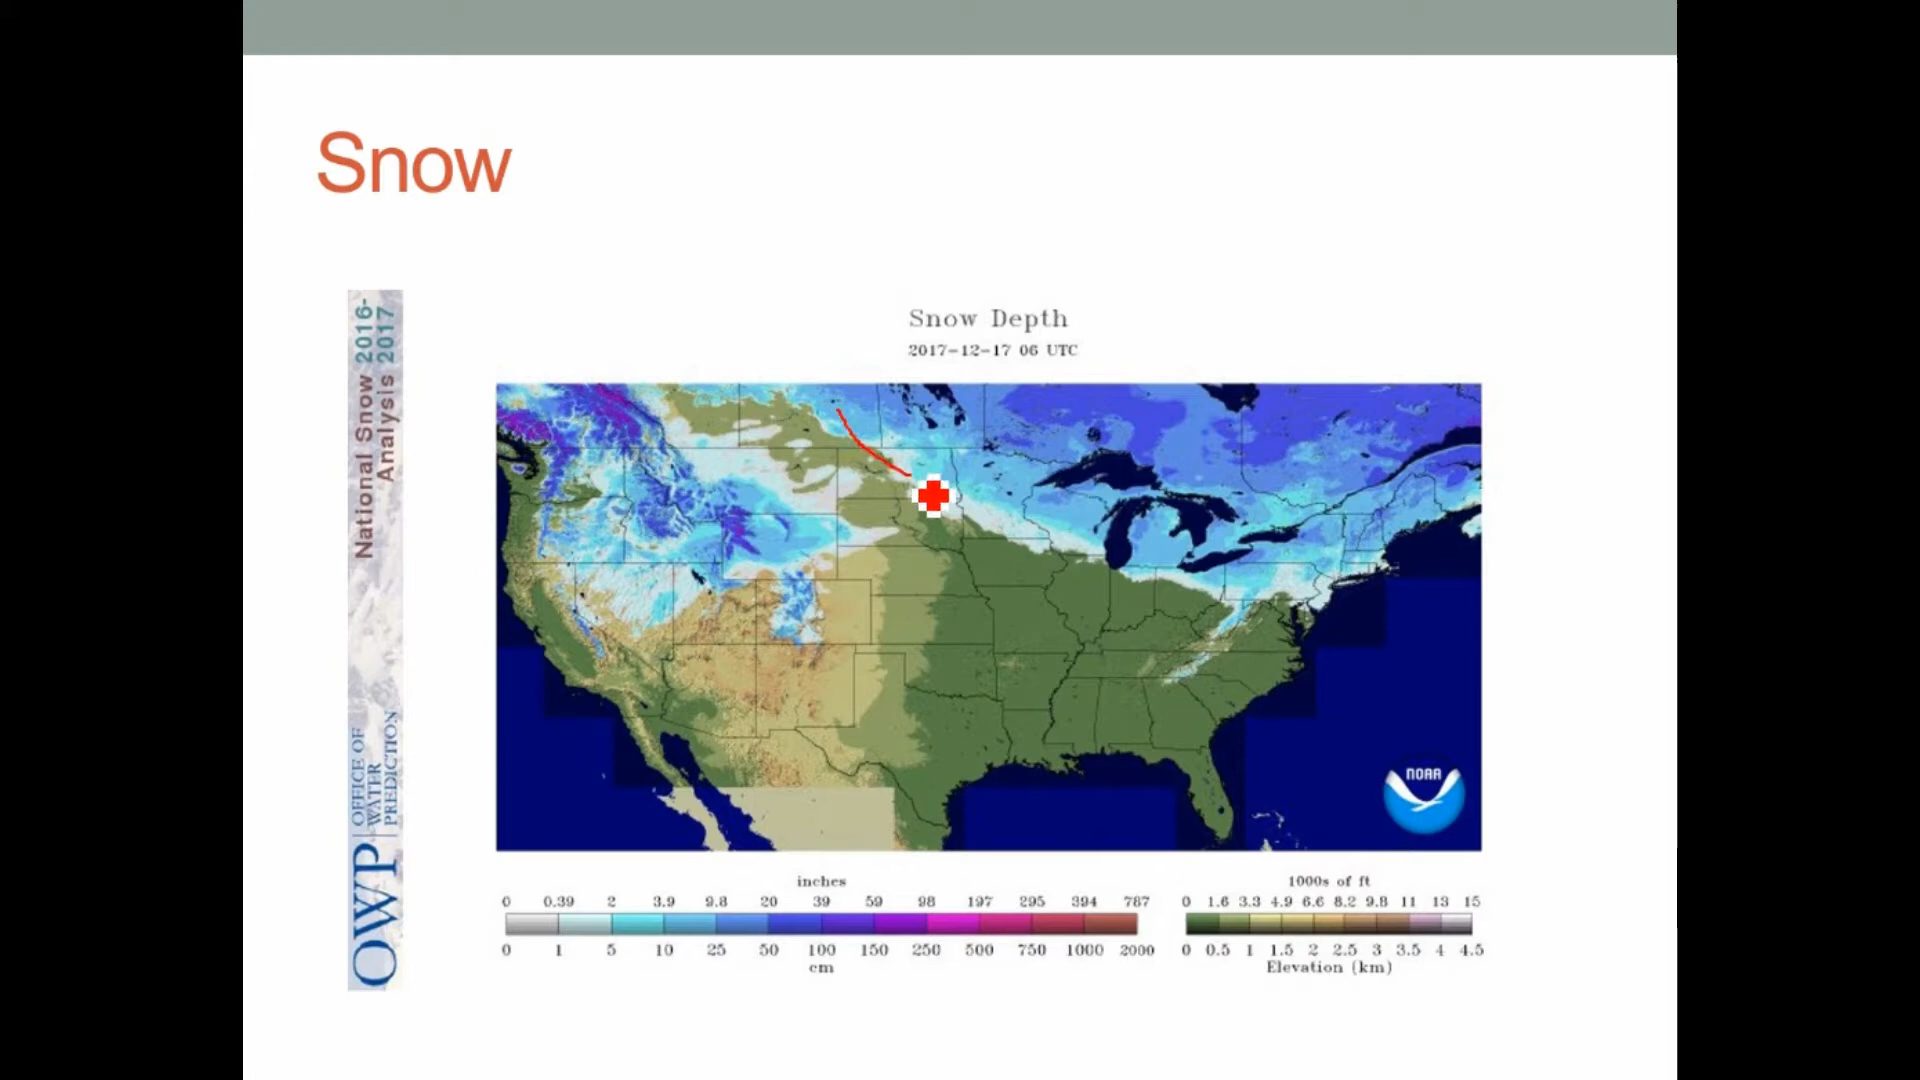 Snow
National Snow 2016-
Analysis 2017
OWP
OFFICE OF
WATER
PREDICTION
Snow Depth
2017-12-17 06 UTC
NOAA
inches
0 0.39 2 3.9 9.8 20 39 59 98 197 295 394 787
0 1 5 10 25 50 100 150 250 500 750 1000 2000
cm
1000s of ft
0 1.6 3.3 4.9 6.6 8.2 9.8 11 13 15
0 0.5 1 1.5 2 2.5 3 3.5 4 4.5
Elevation (km)